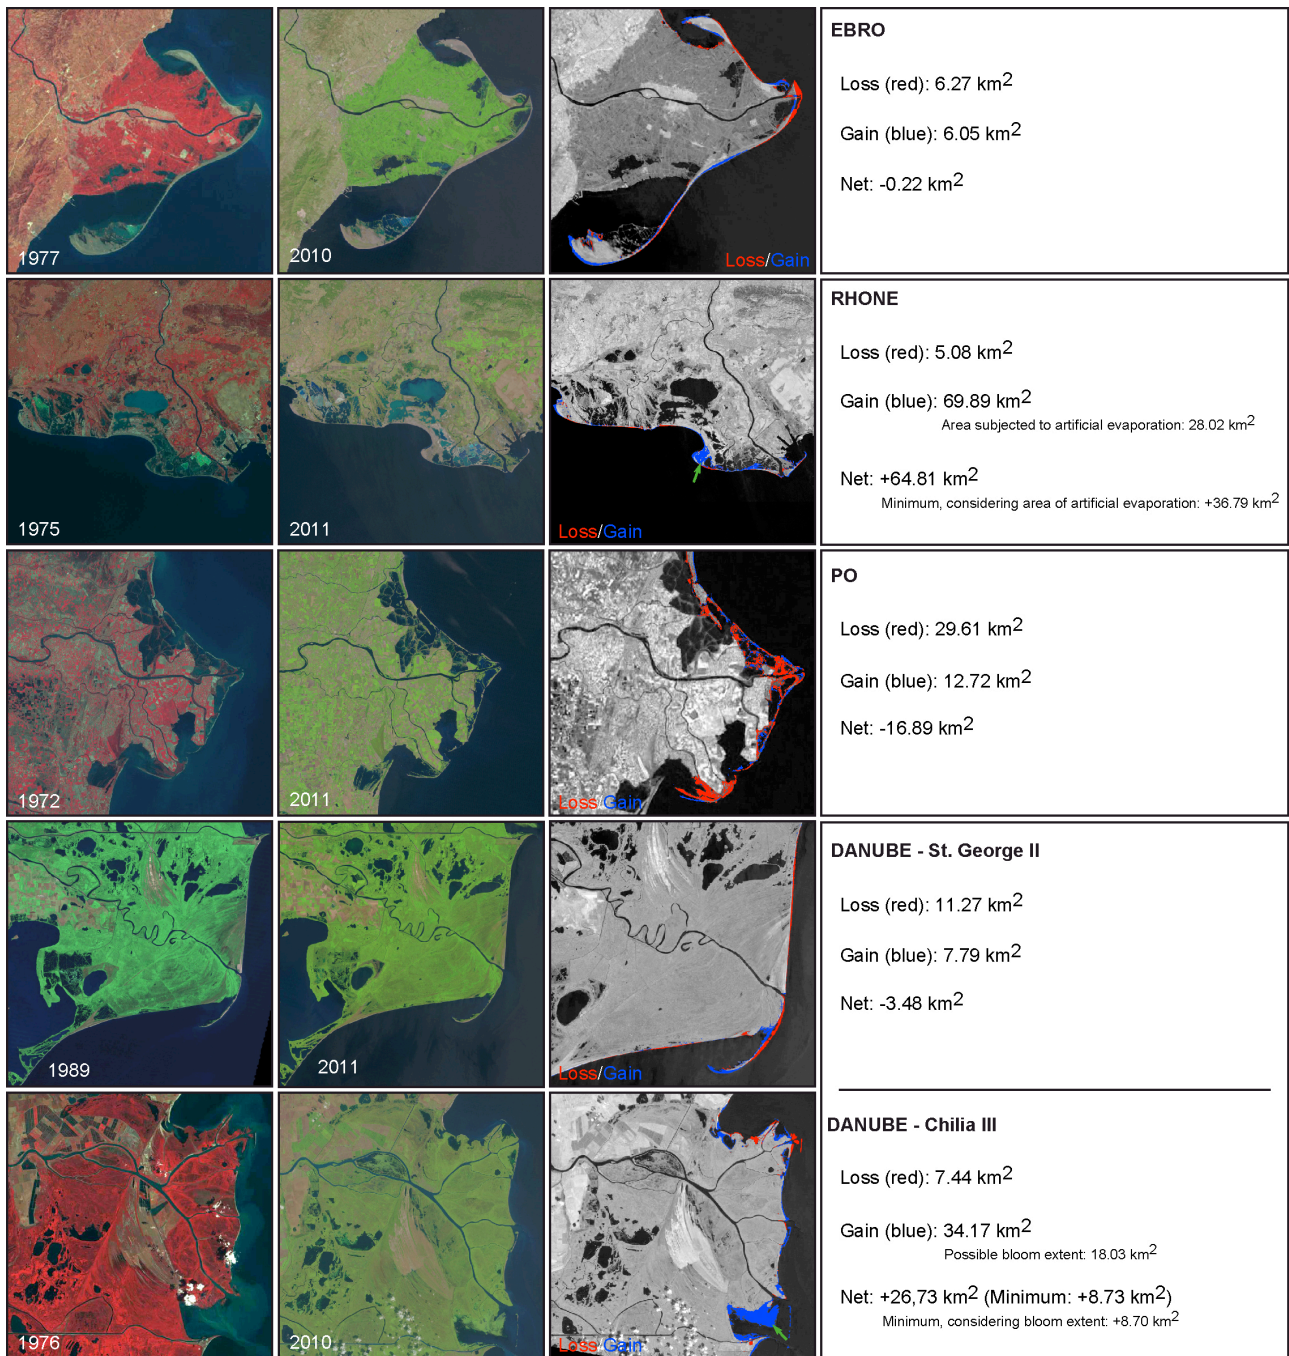 1977
2010
Loss/Gain
EBRO
Loss (red): 6.27 km2
Gain (blue): 6.05 km2
Net: -0.22 km2
1975
2011
Loss/Gain
RHONE
Loss (red): 5.08 km2
Gain (blue): 69.89 km2
Area subjected to artificial evaporation: 28.02 km2
Net: +64.81 km2
Minimum, considering area of artificial evaporation: +36.79 km2
1972
2011
Loss/Gain
PO
Loss (red): 29.61 km2
Gain (blue): 12.72 km2
Net: -16.89 km2
1989
2011
Loss/Gain
DANUBE - St. George II
Loss (red): 11.27 km2
Gain (blue): 7.79 km2
Net: -3.48 km2
1976
2010
Loss/Gain
DANUBE - Chilia III
Loss (red): 7.44 km2
Gain (blue): 34.17 km2
Possible bloom extent: 18.03 km2
Net: +26,73 km2 (Minimum: +8.73 km2)
Minimum, considering bloom extent: +8.70 km2